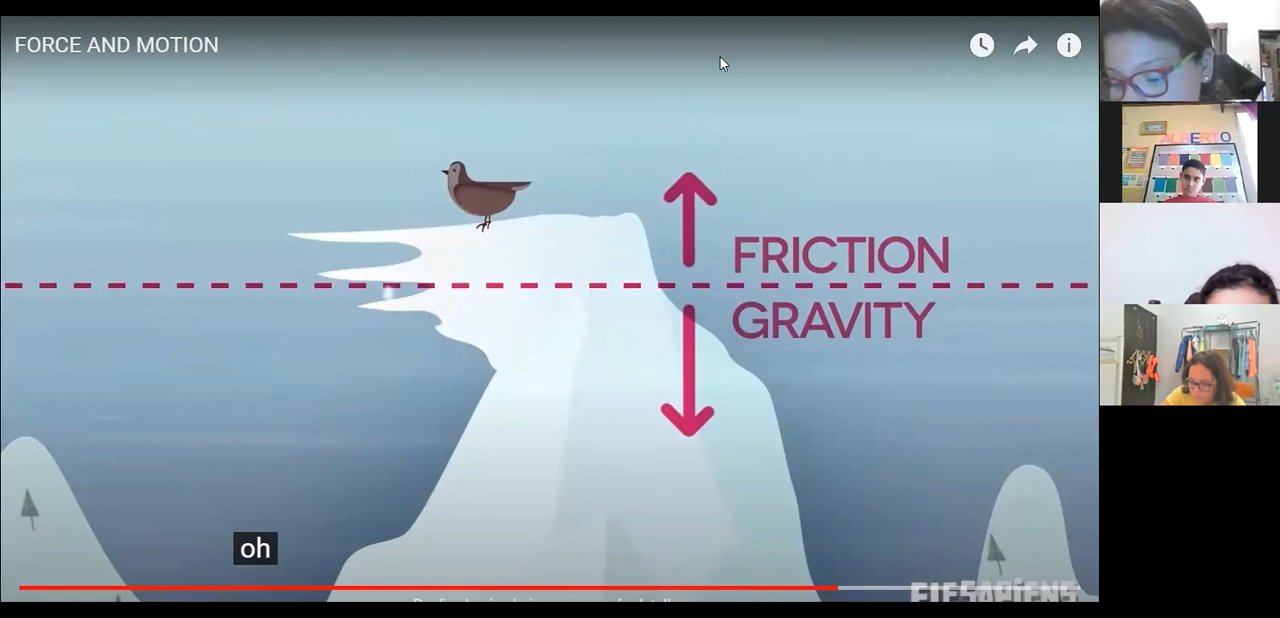 FORCE AND MOTION
ALBERTO
FRICTION
GRAVITY
oh